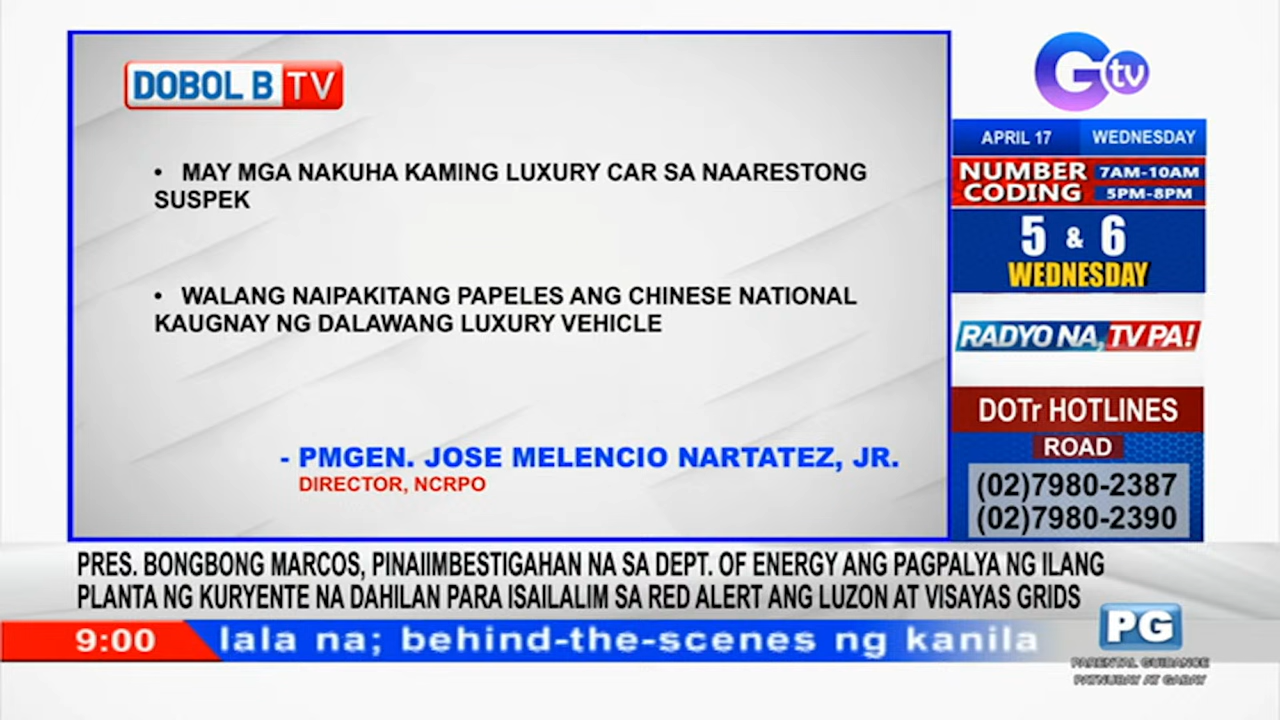 DOBOL B TV
• MAY MGA NAKUHA KAMING LUXURY CAR SA NAARESTONG
SUSPEK
• WALANG NAIPAKITANG PAPELES ANG CHINESE NATIONAL
KAUGNAY NG DALAWANG LUXURY VEHICLE
- PMGEN. JOSE MELENCIO NARTATEZ, JR.
DIRECTOR, NCRPO
Gtv
APRIL 17 WEDNESDAY
NUMBER CODING
7AM-10AM
5PM-8PM
5 & 6
WEDNESDAY
RADYO NA, TV PA!
DOTr HOTLINES
ROAD
(02)7980-2387
(02)7980-2390
PRES. BONGBONG MARCOS, PINAIIMBESTIGAHAN NA SA DEPT. OF ENERGY ANG PAGPALYA NG ILANG
PLANTA NG KURYENTE NA DAHILAN PARA ISAILALIM SA RED ALERT ANG LUZON AT VISAYAS GRIDS
9:00 lala na; behind-the-scenes ng kanila
PG
PARENTAL GUIDANCE
PATNUBAY AT GABAY